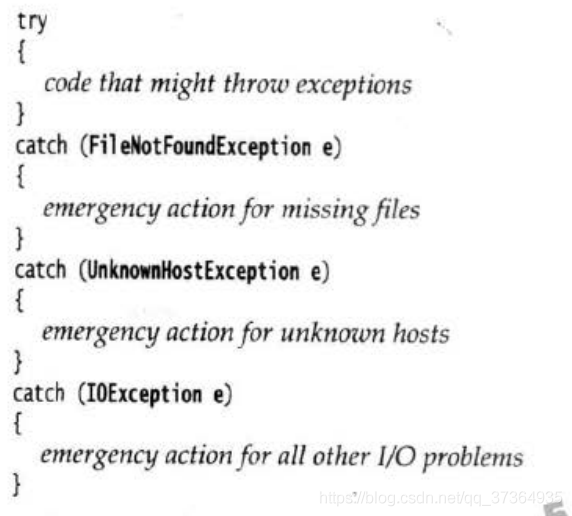 try
{
code that might throw exceptions
}
catch (FileNotFoundException e)
{
emergency action for missing files
}
catch (UnknownHostException e)
{
emergency action for unknown hosts
}
catch (IOException e)
{
emergency action for all other I/O problems
}
https://blog.csdn.net/qq_37364935